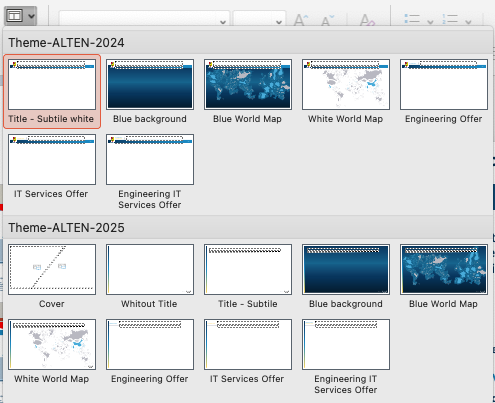 Theme-ALTEN-2024
Title - Subtile white
Blue background
Blue World Map
White World Map
Engineering Offer
IT Services Offer
Engineering IT
Services Offer
Theme-ALTEN-2025
Cover
Whitout Title
Title - Subtile
Blue background
Blue World Map
White World Map
Engineering Offer
IT Services Offer
Engineering IT
Services Offer